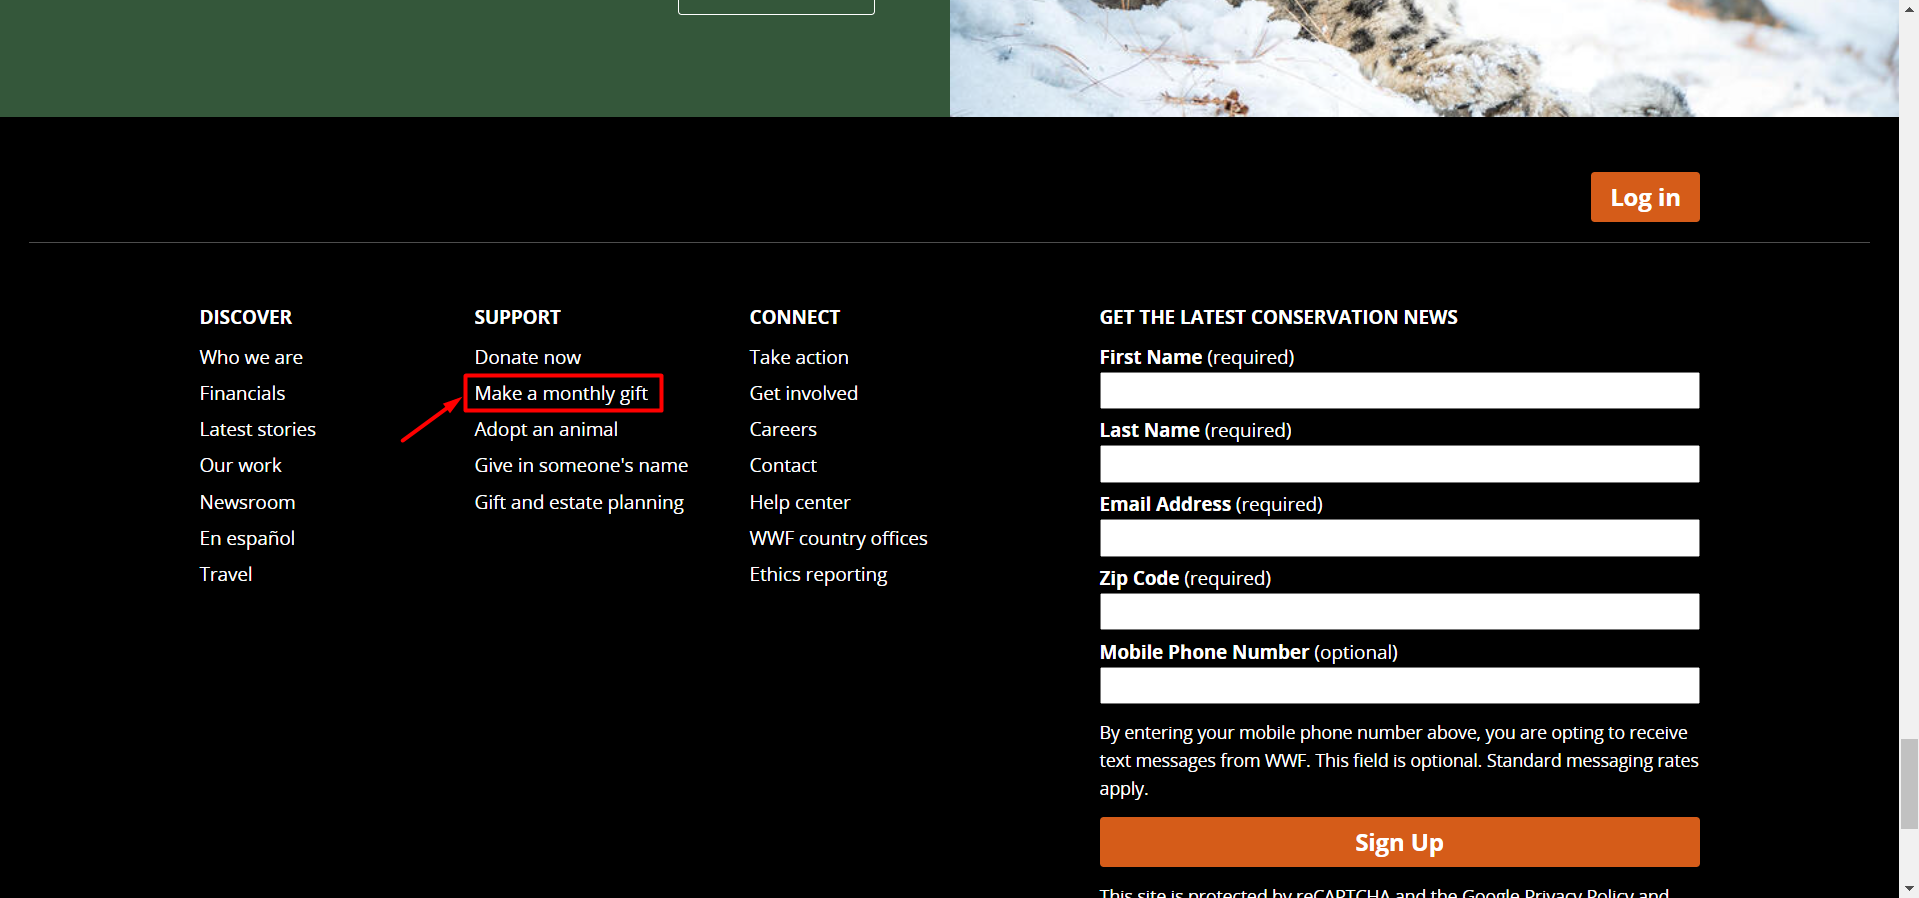 Log in
DISCOVER
Who we are
Financials
Latest stories
Our work
Newsroom
En español
Travel
SUPPORT
Donate now
Make a monthly gift
Adopt an animal
Give in someone's name
Gift and estate planning
CONNECT
Take action
Get involved
Careers
Contact
Help center
WWF country offices
Ethics reporting
GET THE LATEST CONSERVATION NEWS
First Name (required)
Last Name (required)
Email Address (required)
Zip Code (required)
Mobile Phone Number (optional)
By entering your mobile phone number above, you are opting to receive
text messages from WWF. This field is optional. Standard messaging rates
apply.
Sign Up
This site is protected by reCAPTCHA and the Google Privacy Policy and